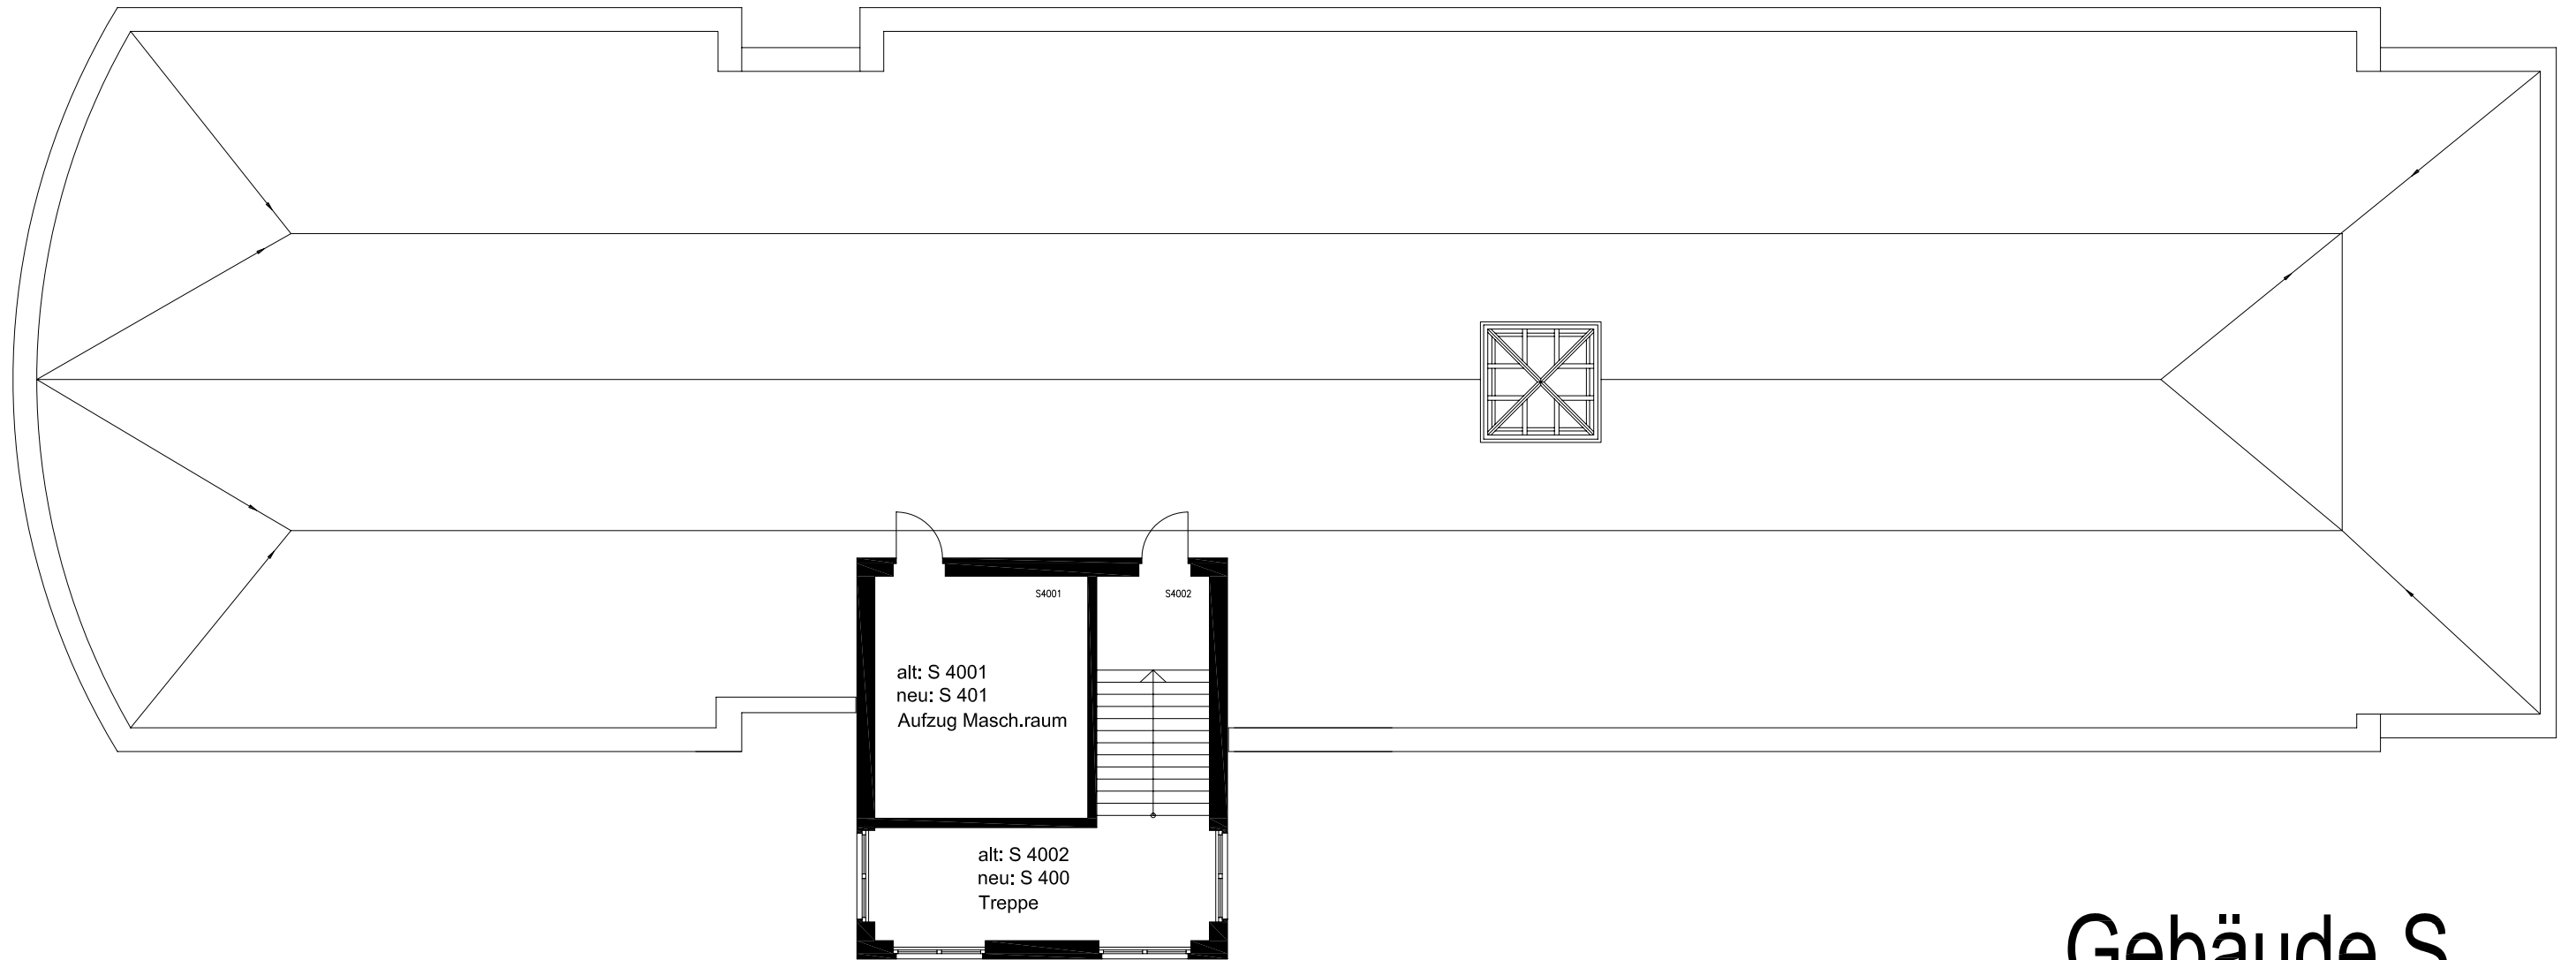 S4001
S4002
alt: S 4001
neu: S 401
Aufzug Masch.raum
alt: S 4002
neu: S 400
Treppe
Gebäude S